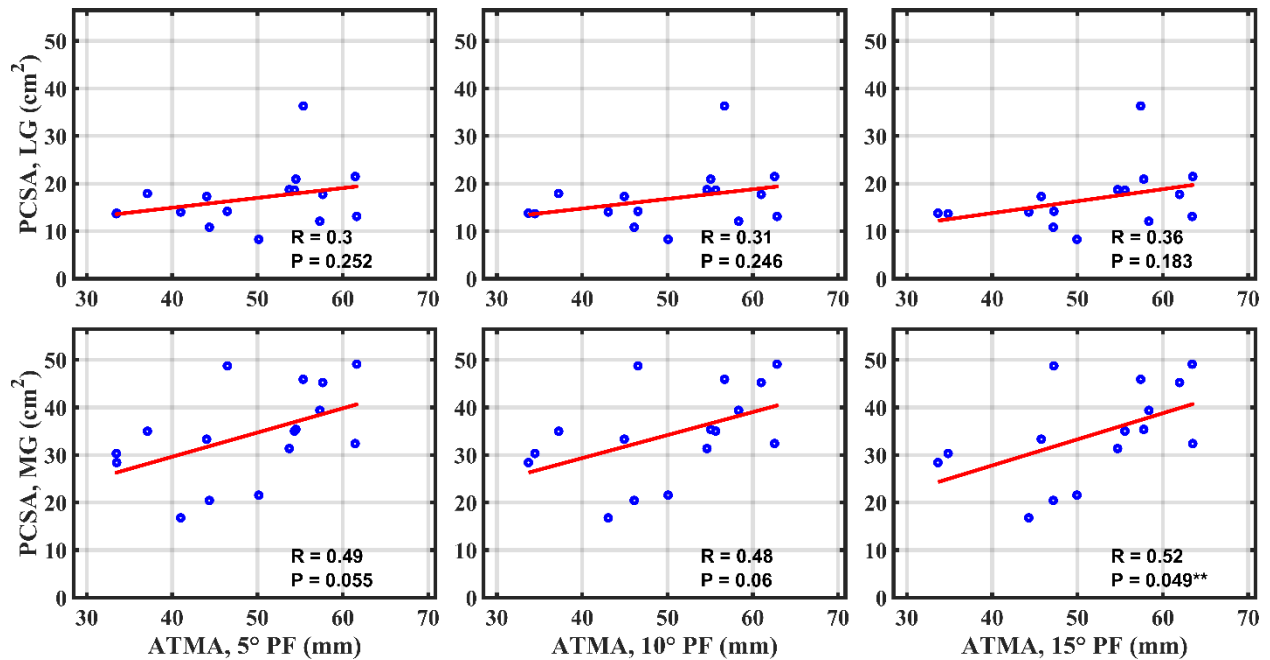 PCSA, LG (cm²)
50
40
30
20
10
0
R = 0.3
P = 0.252
30 40 50 60 70
50
40
30
20
10
0
R = 0.31
P = 0.246
30 40 50 60 70
50
40
30
20
10
0
R = 0.36
P = 0.183
30 40 50 60 70
PCSA, MG (cm²)
50
40
30
20
10
0
R = 0.49
P = 0.055
30 40 50 60 70
ATMA, 5° PF (mm)
50
40
30
20
10
0
R = 0.48
P = 0.06
30 40 50 60 70
ATMA, 10° PF (mm)
50
40
30
20
10
0
R = 0.52
P = 0.049**
30 40 50 60 70
ATMA, 15° PF (mm)